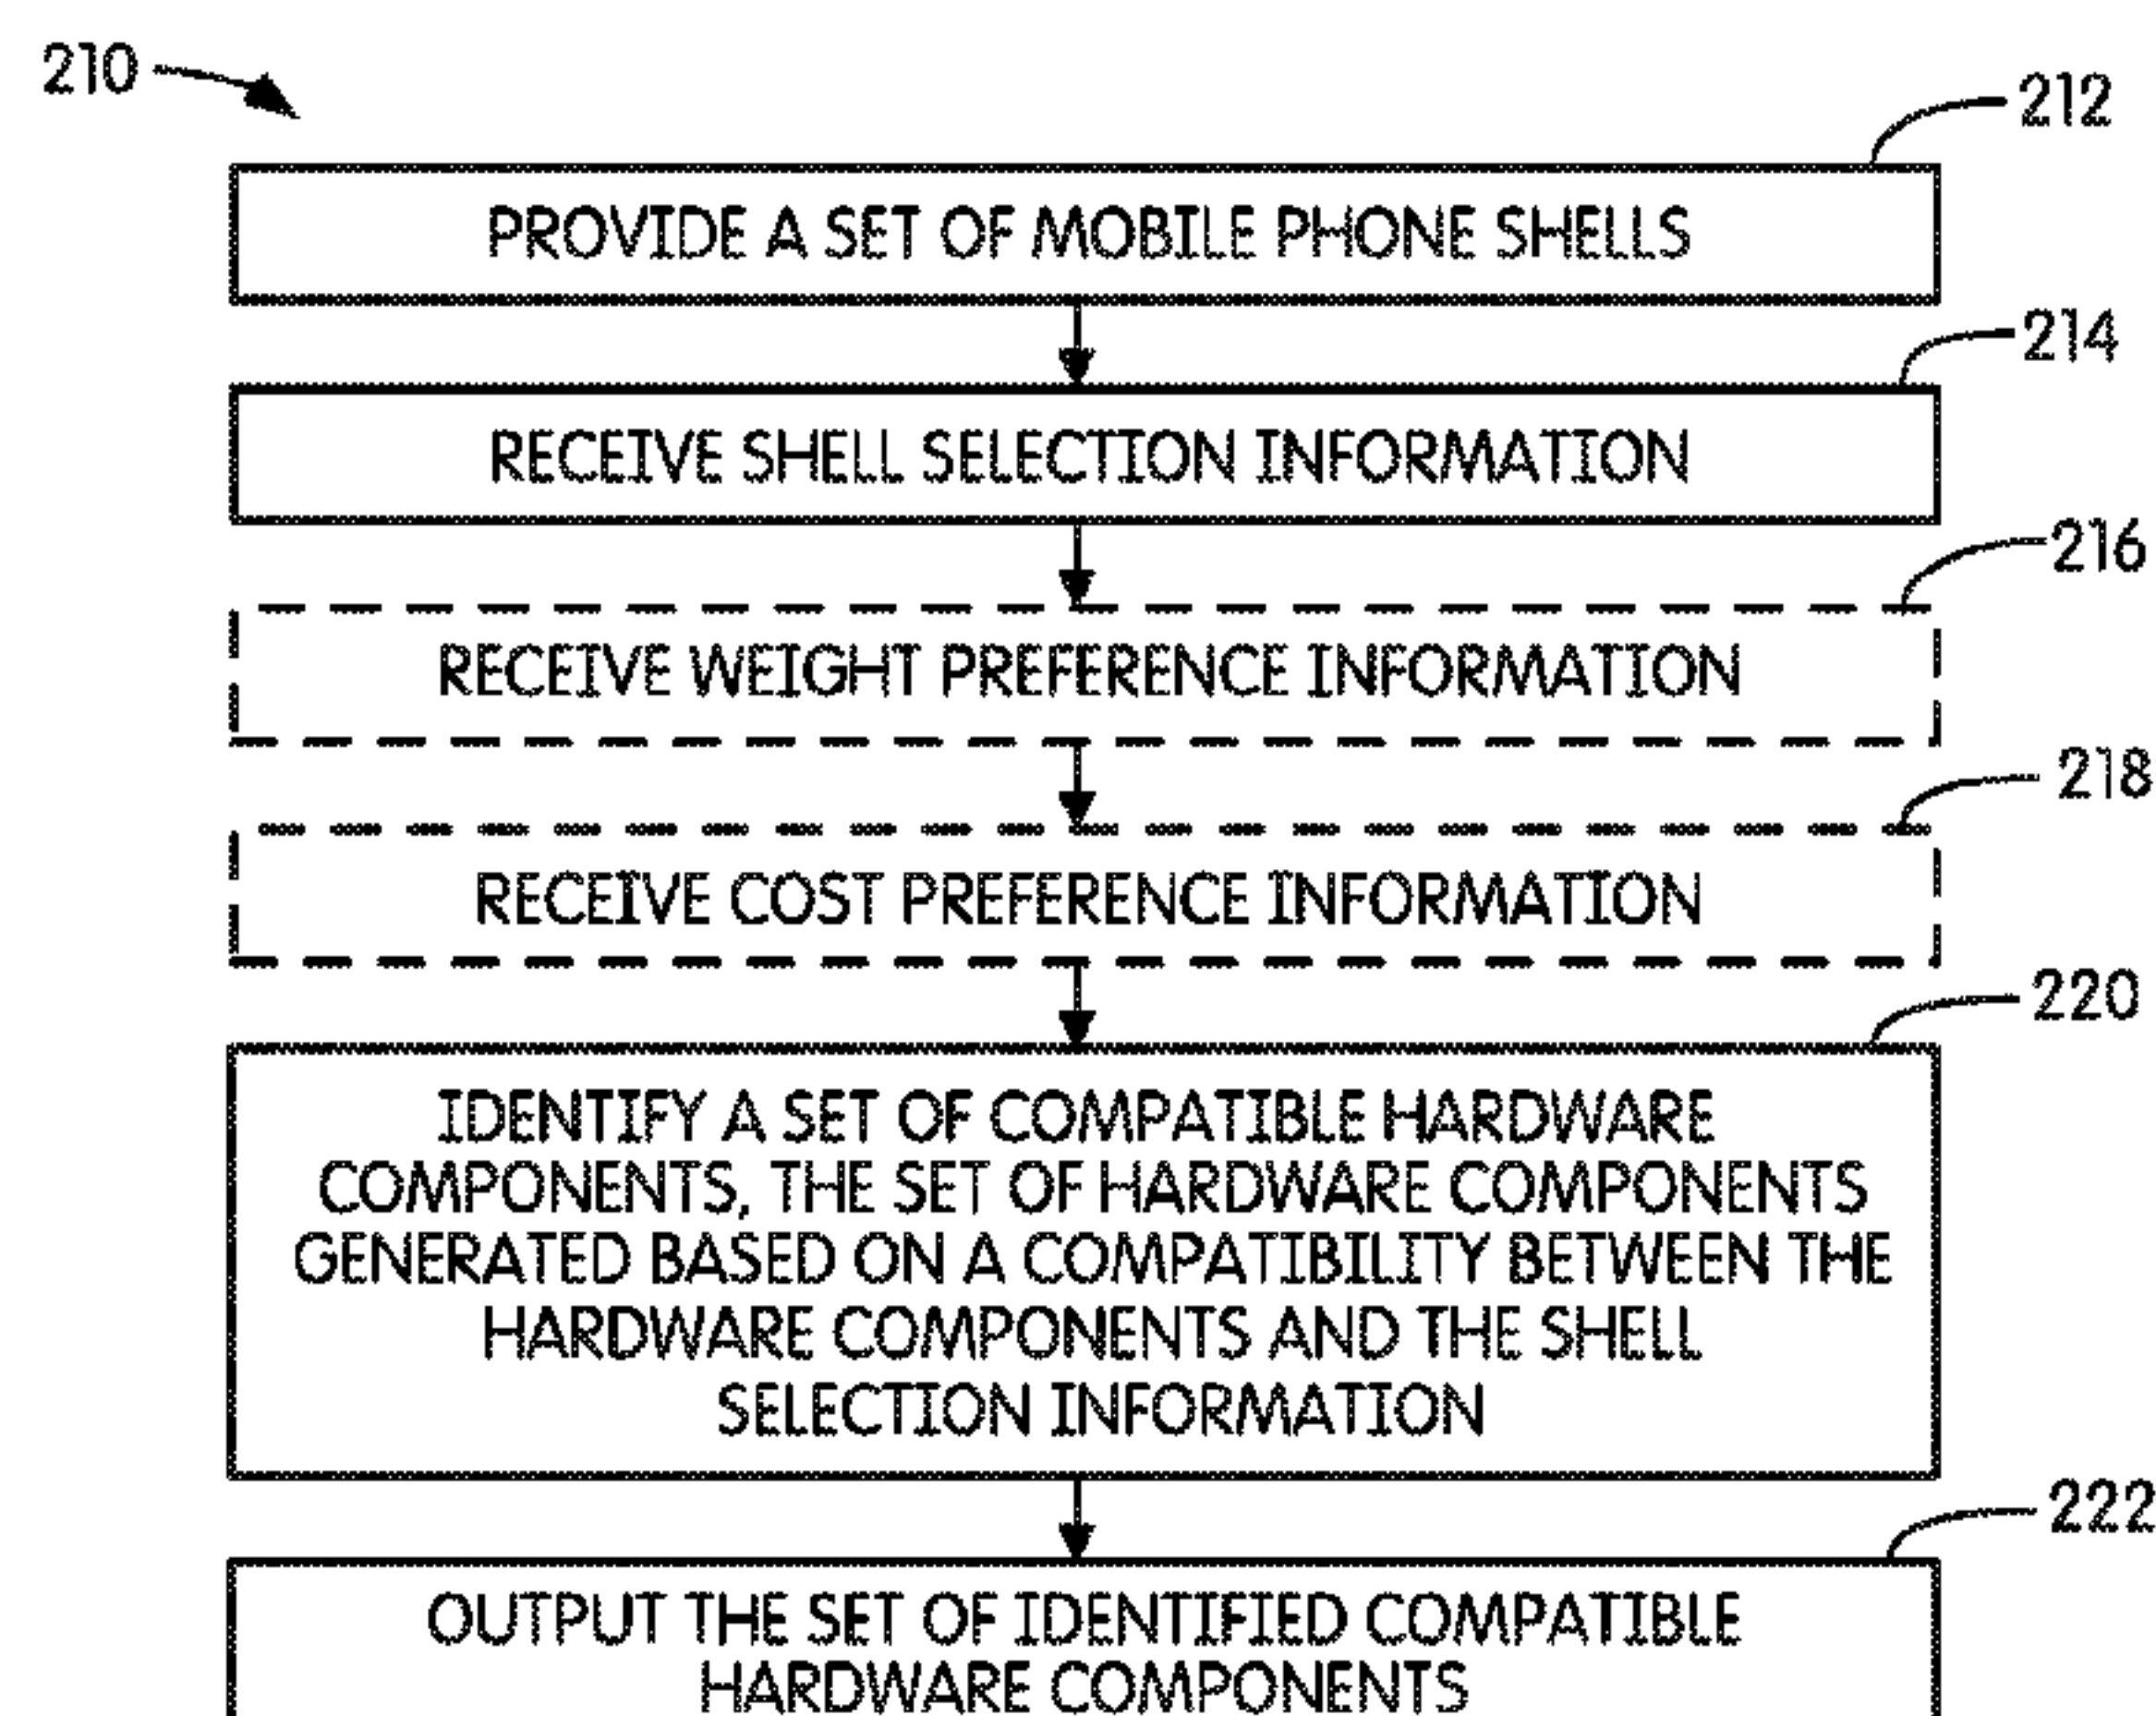 210
212
PROVIDE A SET OF MOBILE PHONE SHELLS
214
RECEIVE SHELL SELECTION INFORMATION
216
RECEIVE WEIGHT PREFERENCE INFORMATION
218
RECEIVE COST PREFERENCE INFORMATION
220
IDENTIFY A SET OF COMPATIBLE HARDWARE
COMPONENTS, THE SET OF HARDWARE COMPONENTS
GENERATED BASED ON A COMPATIBILITY BETWEEN THE
HARDWARE COMPONENTS AND THE SHELL
SELECTION INFORMATION
222
OUTPUT THE SET OF IDENTIFIED COMPATIBLE
HARDWARE COMPONENTS